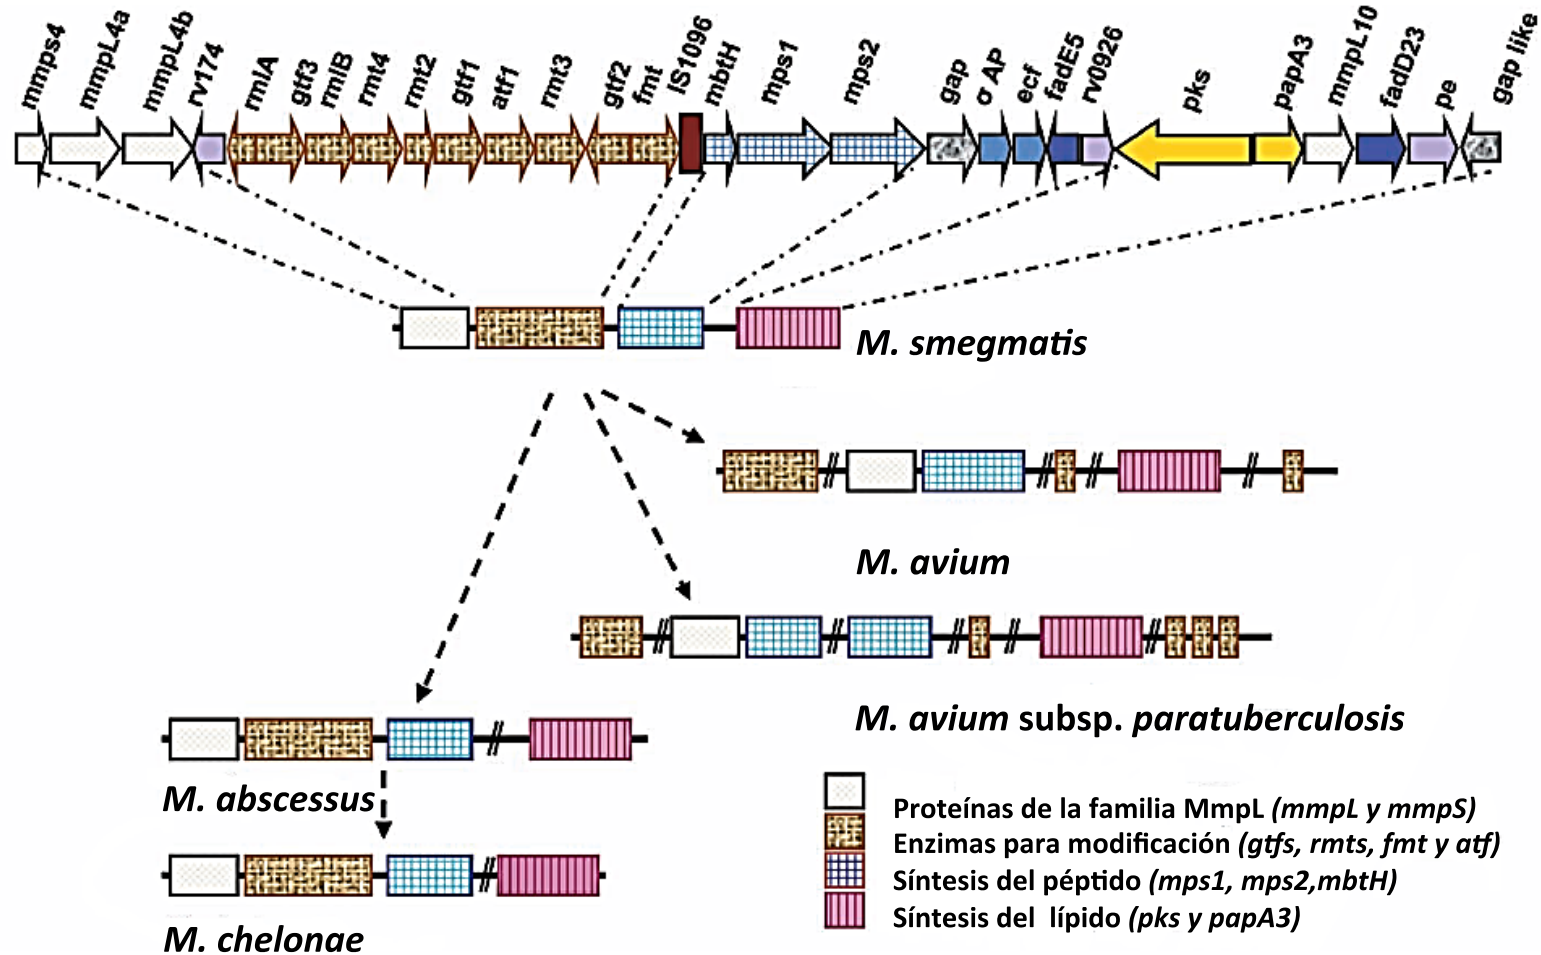 mmps4
mmpL4a
mmpL4b
rv174
rmlA
gtf3
rmlB
rmt4
rmt2
gtf1
atf1
rmt3
gtf2
fmt
IS1096
mbtH
mps1
mps2
gap
σ AP
ecf
fadE5
rv0926
pks
papA3
mmpL10
fadD23
pe
gap like
M. smegmatis
M. avium
M. avium subsp. paratuberculosis
M. abscessus
M. chelonae
Proteínas de la familia MmpL (mmpL y mmpS)
Enzimas para modificación (gtfs, rmts, fmt y atf)
Síntesis del péptido (mps1, mps2,mbtH)
Síntesis del lípido (pks y papA3)